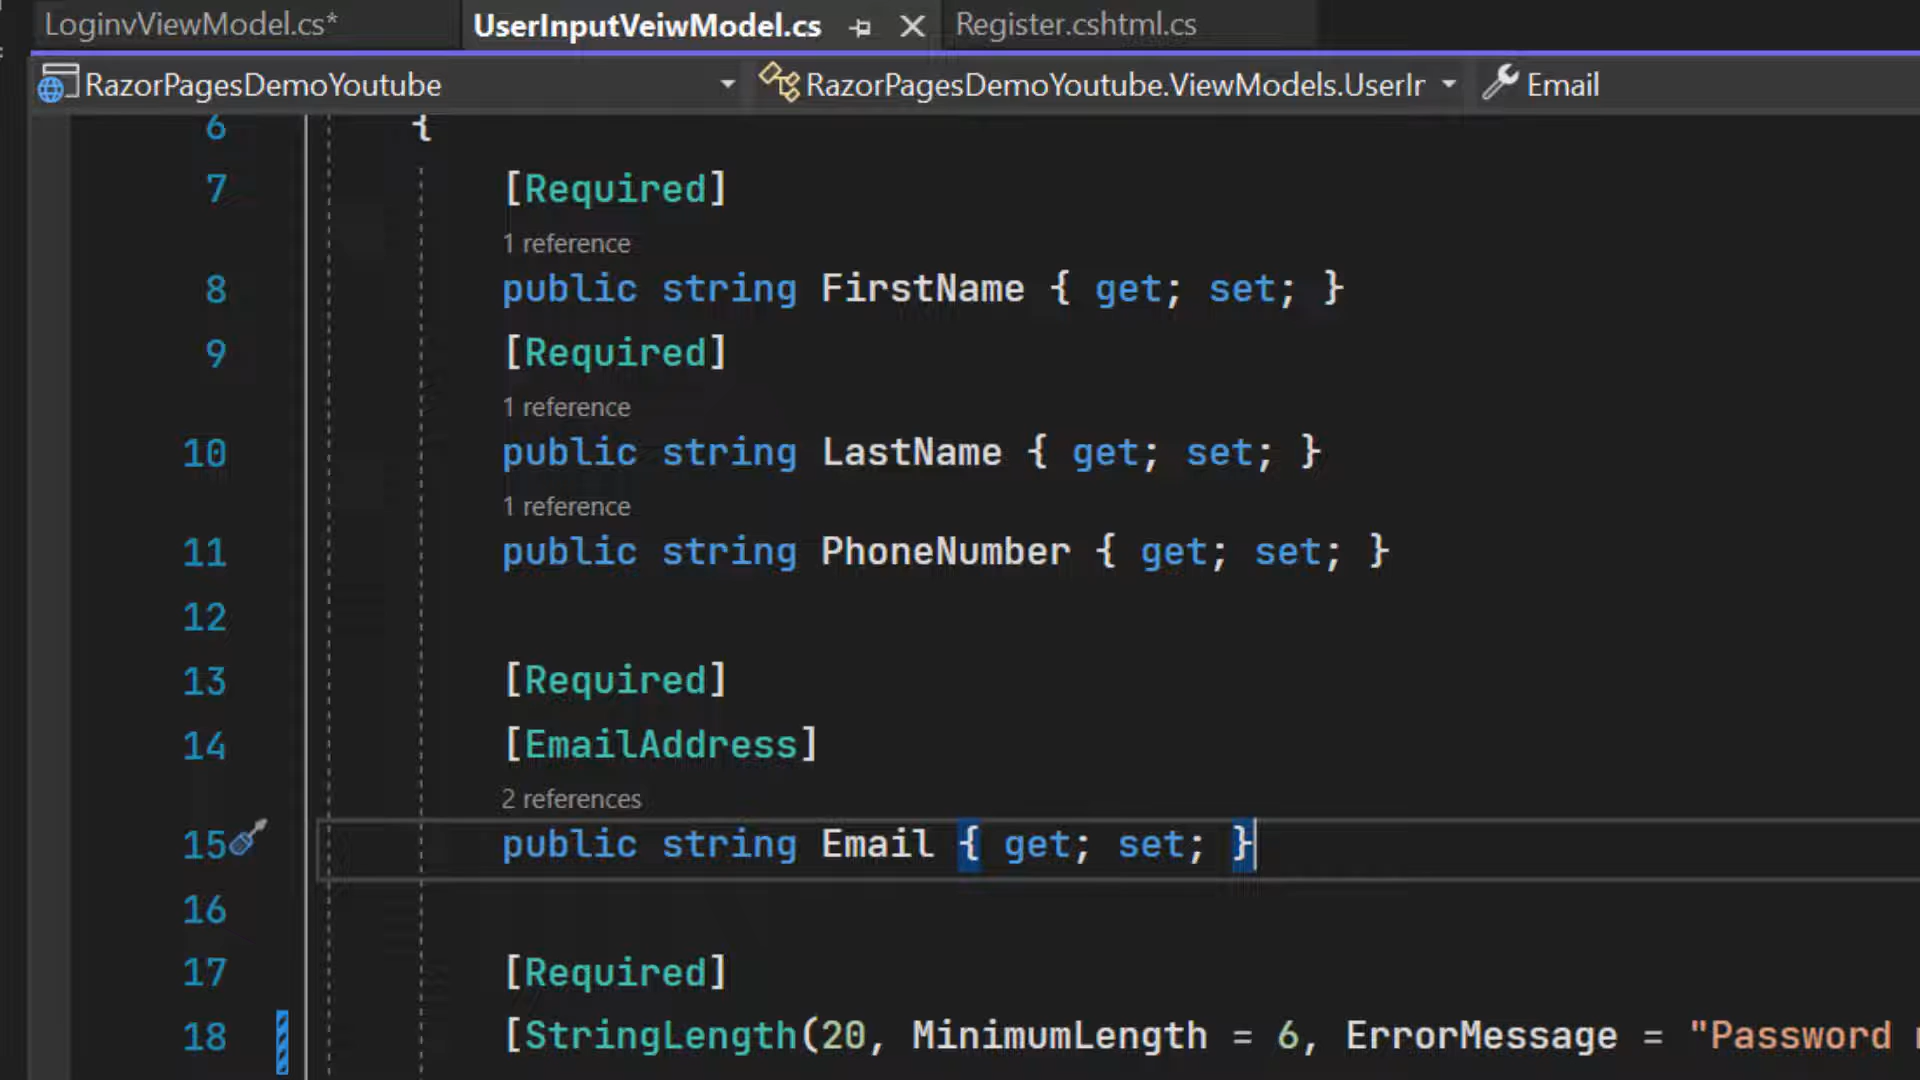 LoginvViewModel.cs*
UserInputVeiwModel.cs
Register.cshtml.cs
RazorPagesDemoYoutube
RazorPagesDemoYoutube.ViewModels.UserIr
Email
6 {
7 [Required]
1 reference
8 public string FirstName { get; set; }
9 [Required]
1 reference
10 public string LastName { get; set; }
1 reference
11 public string PhoneNumber { get; set; }
12
13 [Required]
14 [EmailAddress]
2 references
15 public string Email { get; set; }
16
17 [Required]
18 [StringLength(20, MinimumLength = 6, ErrorMessage = "Password